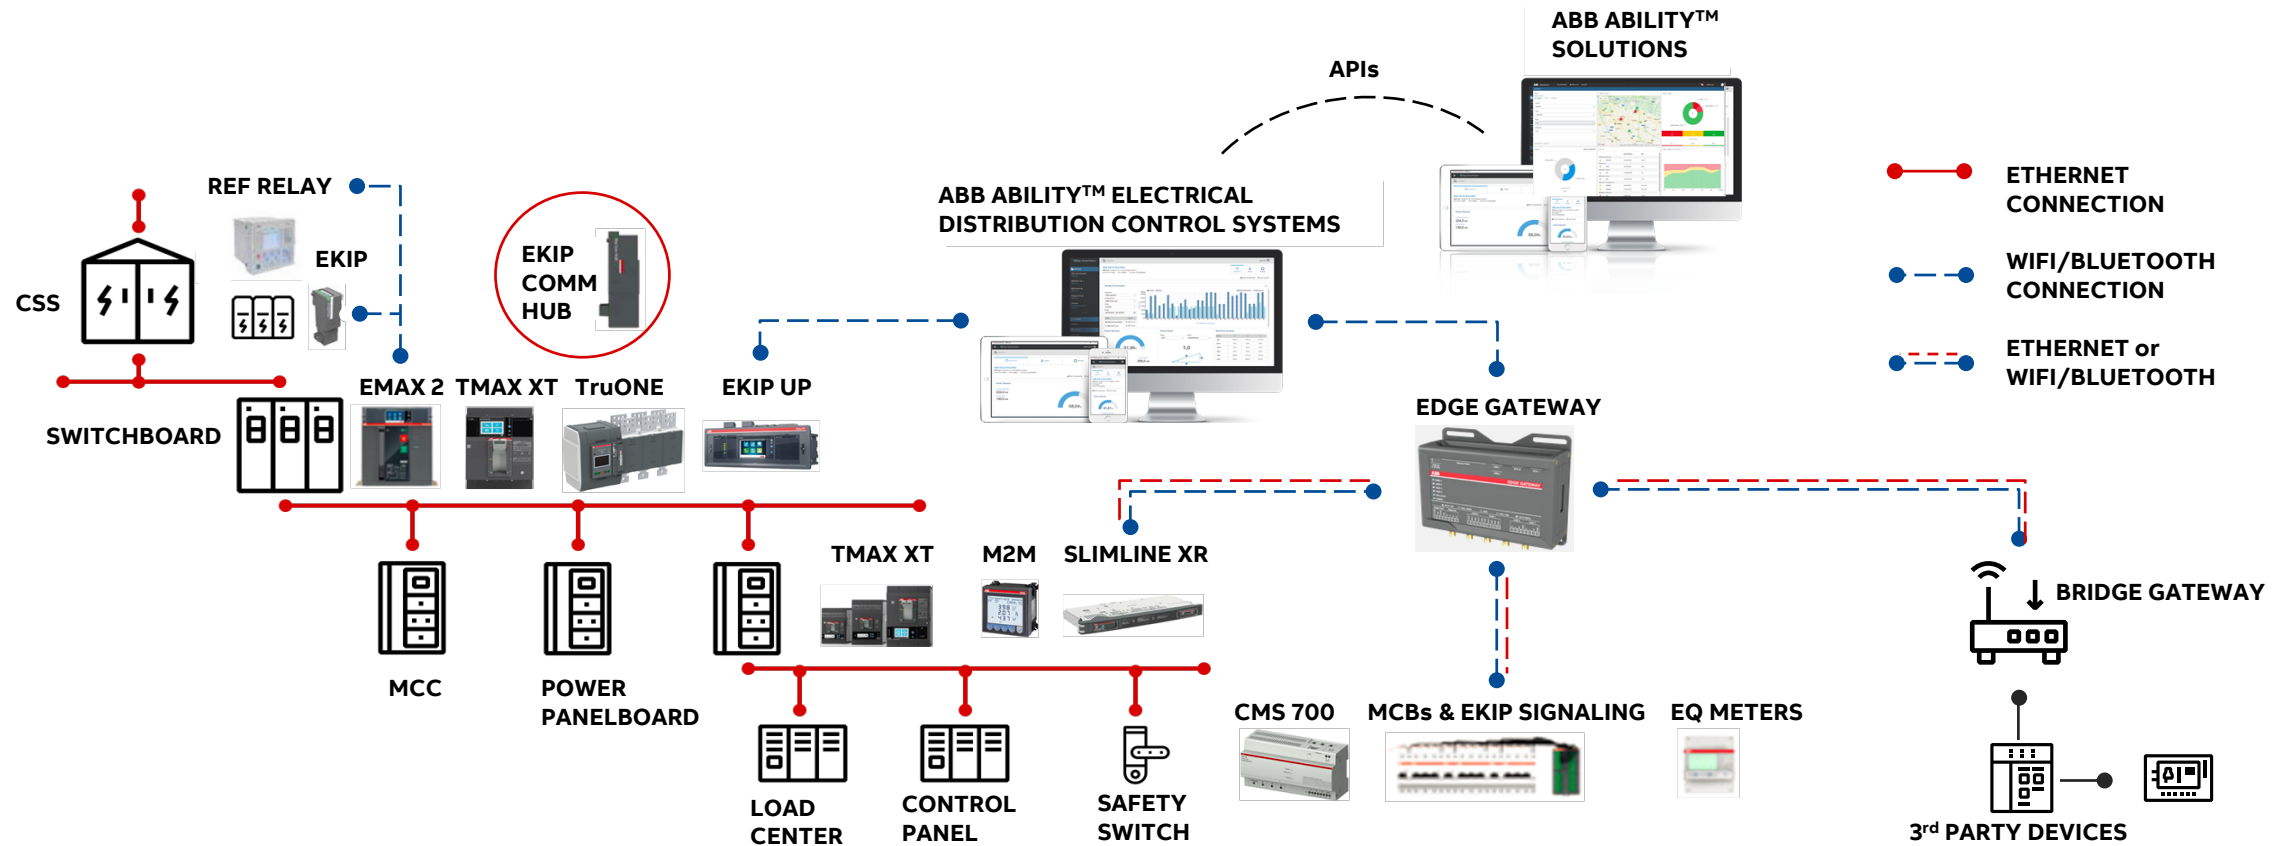 ABB ABILITY™
SOLUTIONS
APIs
ABB ABILITY™ ELECTRICAL
DISTRIBUTION CONTROL SYSTEMS
ETHERNET
CONNECTION
WIFI/BLUETOOTH
CONNECTION
ETHERNET or
WIFI/BLUETOOTH
REF RELAY
EKIP
EKIP
COMM
HUB
CSS
SWITCHBOARD
EMAX 2
TMAX XT
TruONE
EKIP UP
EDGE GATEWAY
ABB
EDGE GATEWAY
TMAX XT
M2M
SLIMLINE XR
BRIDGE GATEWAY
MCC
POWER
PANELBOARD
CMS 700
MCBs & EKIP SIGNALING
EQ METERS
LOAD
CENTER
CONTROL
PANEL
SAFETY
SWITCH
3rd PARTY DEVICES